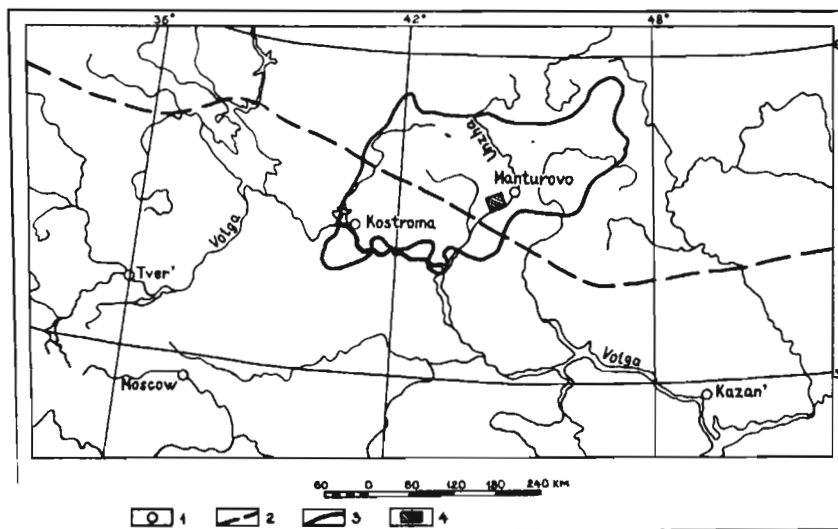 36° 42° 48°
Unzha
Manturovo
Kostroma
Volga
Tver'
Volga
Moscow
Kazan'
60 0 60 120 180 240 KM
1 2 3 4